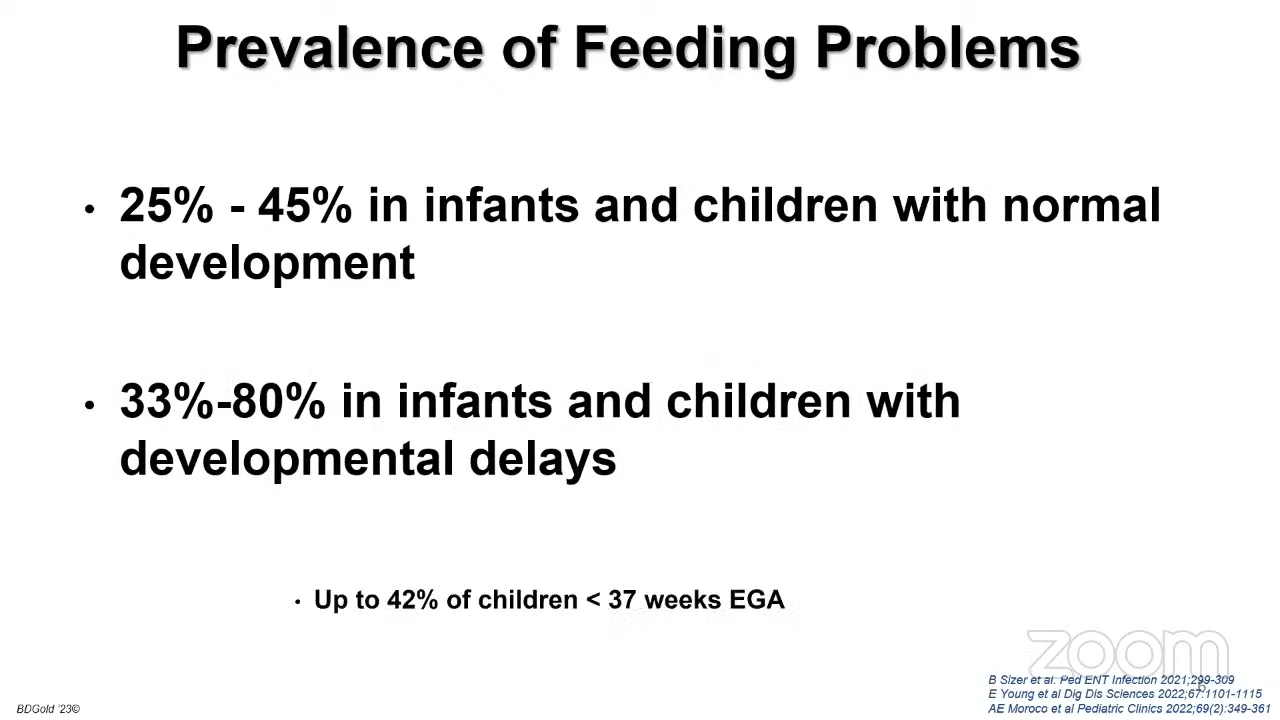 Prevalence of Feeding Problems
• 25% - 45% in infants and children with normal
development
• 33%-80% in infants and children with
developmental delays
• Up to 42% of children < 37 weeks EGA
zoom
6
B Sizer et al. Ped ENT Infection 2021;299-309
E Young et al Dig Dis Sciences 2022;67:1101-1115
AE Moroco et al Pediatric Clinics 2022;69(2):349-361
BDGold '23©